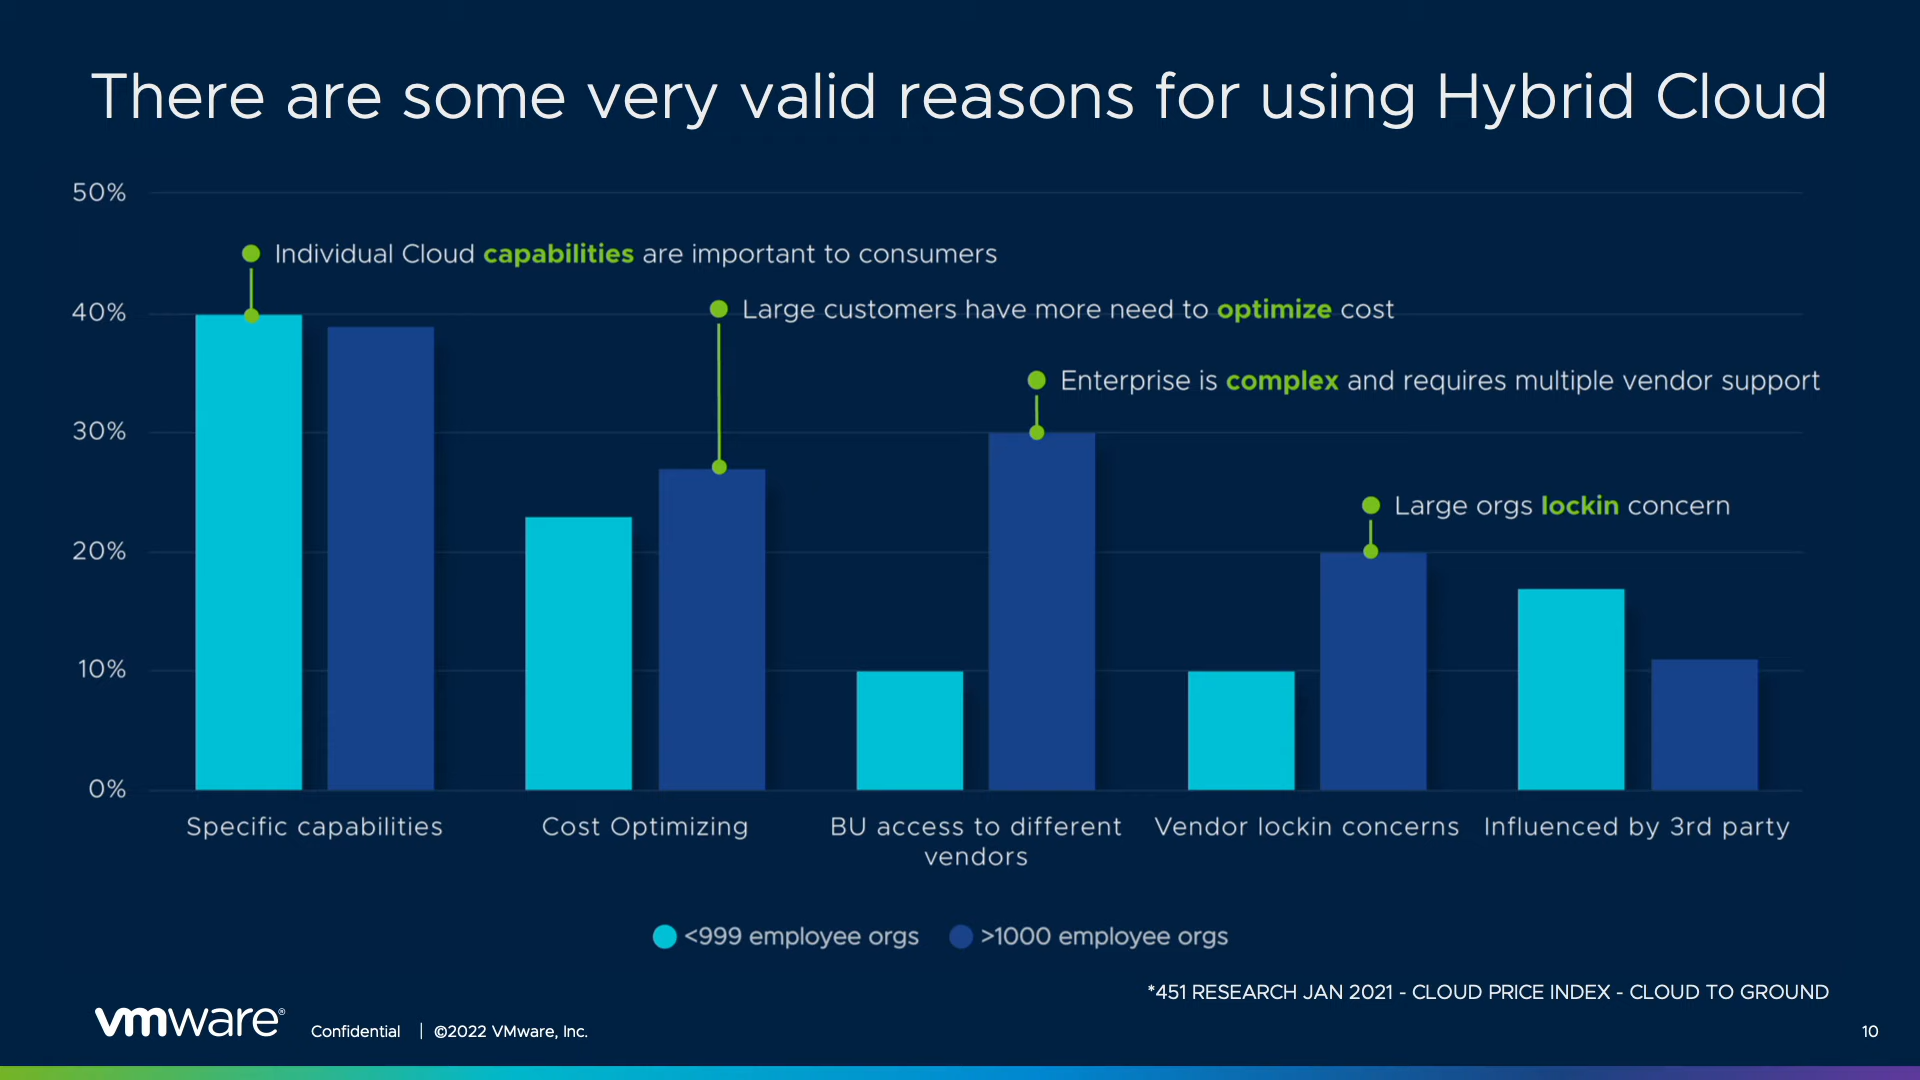 There are some very valid reasons for using Hybrid Cloud
50%
Individual Cloud capabilities are important to consumers
40%
Large customers have more need to optimize cost
Enterprise is complex and requires multiple vendor support
30%
Large orgs lockin concern
20%
10%
0%
Specific capabilities
Cost Optimizing
BU access to different
vendors
Vendor lockin concerns
Influenced by 3rd party
<999 employee orgs
>1000 employee orgs
*451 RESEARCH JAN 2021 - CLOUD PRICE INDEX - CLOUD TO GROUND
vmware®
Confidential | ©2022 VMware, Inc.
10